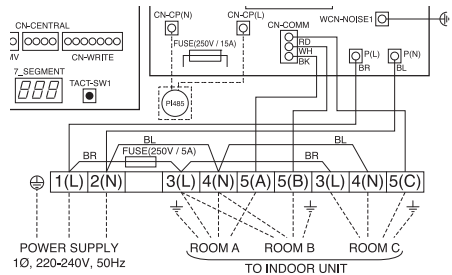 CN-CENTRAL
MV
CN-WRITE
7_SEGMENT
TACT-SW1
CN-CP(N)
CN-CP(L)
CN-COMM
WCN-NOISE1
FUSE(250V / 15A)
RD
WH
BK
P(L)
P(N)
BR
BL
PI485
BL
BL
FUSE(250V / 5A)
BR
BR
1(L) 2(N) 3(L) 4(N) 5(A) 5(B) 3(L) 4(N) 5(C)
POWER SUPPLY
1Ø, 220-240V, 50Hz
ROOM A ROOM B ROOM C
TO INDOOR UNIT